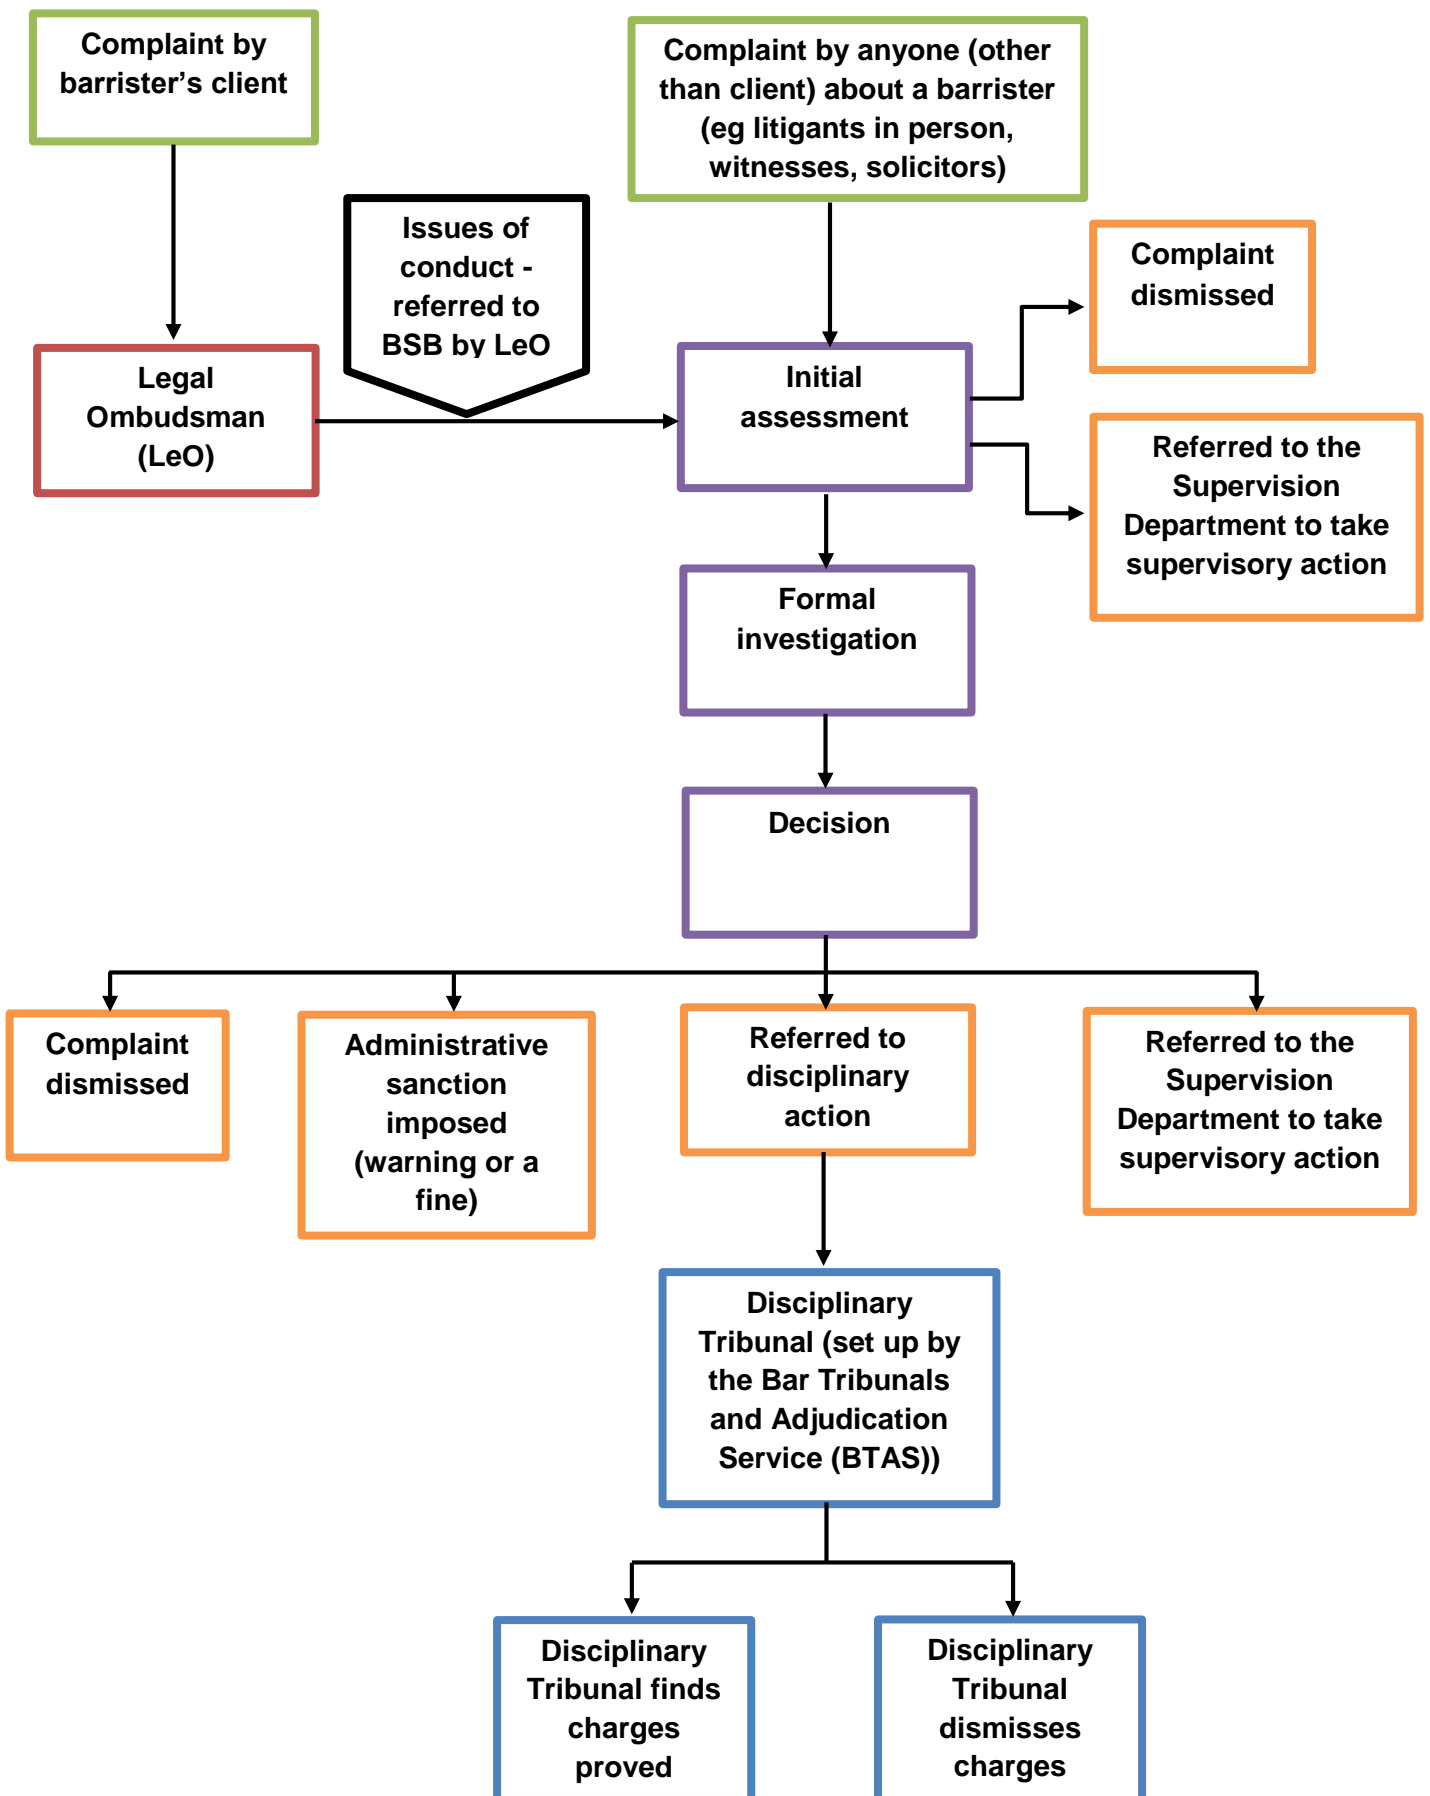 Complaint by
barrister’s client
Complaint by anyone (other
than client) about a barrister
(eg litigants in person,
witnesses, solicitors)
Issues of
conduct -
referred to
BSB by LeO
Complaint
dismissed
Legal
Ombudsman
(LeO)
Initial
assessment
Referred to the
Supervision
Department to take
supervisory action
Formal
investigation
Decision
Complaint
dismissed
Administrative
sanction
imposed
(warning or a
fine)
Referred to
disciplinary
action
Referred to the
Supervision
Department to take
supervisory action
Disciplinary
Tribunal (set up by
the Bar Tribunals
and Adjudication
Service (BTAS))
Disciplinary
Tribunal finds
charges
proved
Disciplinary
Tribunal
dismisses
charges